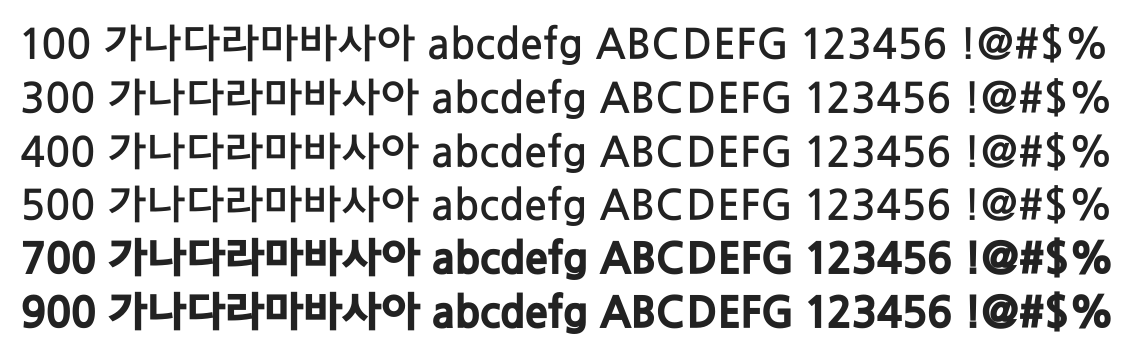 100 가나다라마바사아 abcdefg ABCDEFG 123456 !@#$%
300 가나다라마바사아 abcdefg ABCDEFG 123456 !@#$%
400 가나다라마바사아 abcdefg ABCDEFG 123456 !@#$%
500 가나다라마바사아 abcdefg ABCDEFG 123456 !@#$%
700 가나다라마바사아 abcdefg ABCDEFG 123456 !@#$%
900 가나다라마바사아 abcdefg ABCDEFG 123456 !@#$%